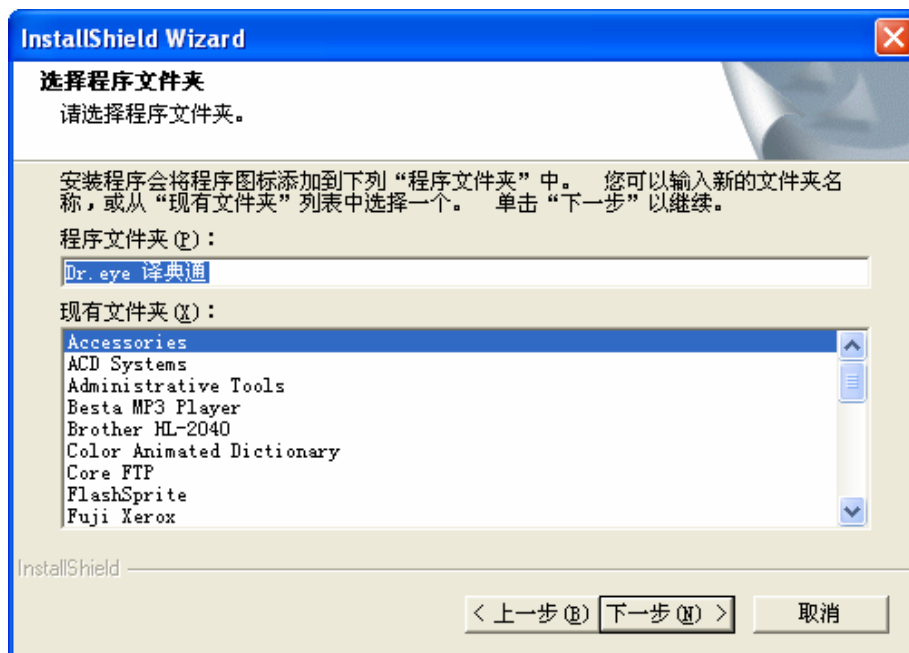 InstallShield Wizard
选择程序文件夹
请选择程序文件夹。
安装程序会将程序图标添加到下列“程序文件夹”中。 您可以输入新的文件夹名
称，或从“现有文件夹”列表中选择一个。 单击“下一步”以继续。
程序文件夹(P)：
Dr.eye 译典通
现有文件夹(X)：
Accessories
ACD Systems
Administrative Tools
Besta MP3 Player
Brother HL-2040
Color Animated Dictionary
Core FTP
FlashSprite
Fuji Xerox
InstallShield
< 上一步(B) 下一步(N) > 取消